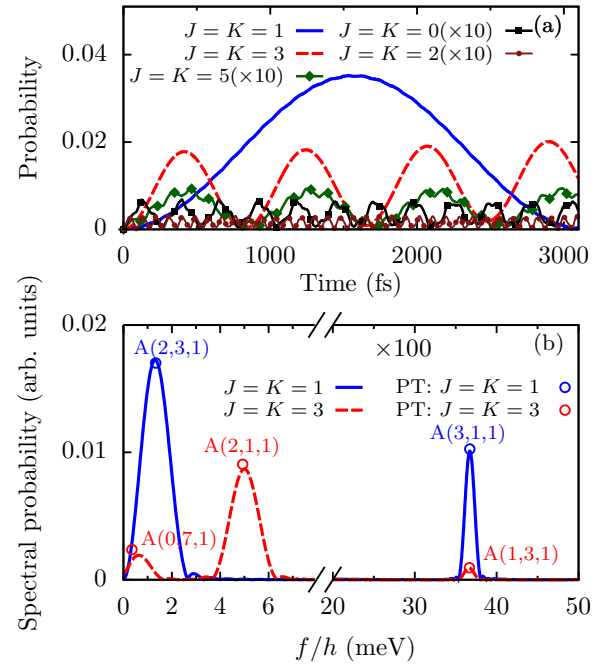 (a)
J = K = 1 J = K = 0(×10)
J = K = 3 J = K = 2(×10)
J = K = 5(×10)
Probability
0.04
0.02
0
0 1000 2000 3000
Time (fs)
(b)
×100
Spectral probability (arb. units)
0.02
0.01
0
A(2,3,1)
J = K = 1 PT: J = K = 1
J = K = 3 PT: J = K = 3
A(2,1,1)
A(3,1,1)
A(0,7,1)
A(1,3,1)
0 2 4 6 20 30 40 50
f/h (meV)